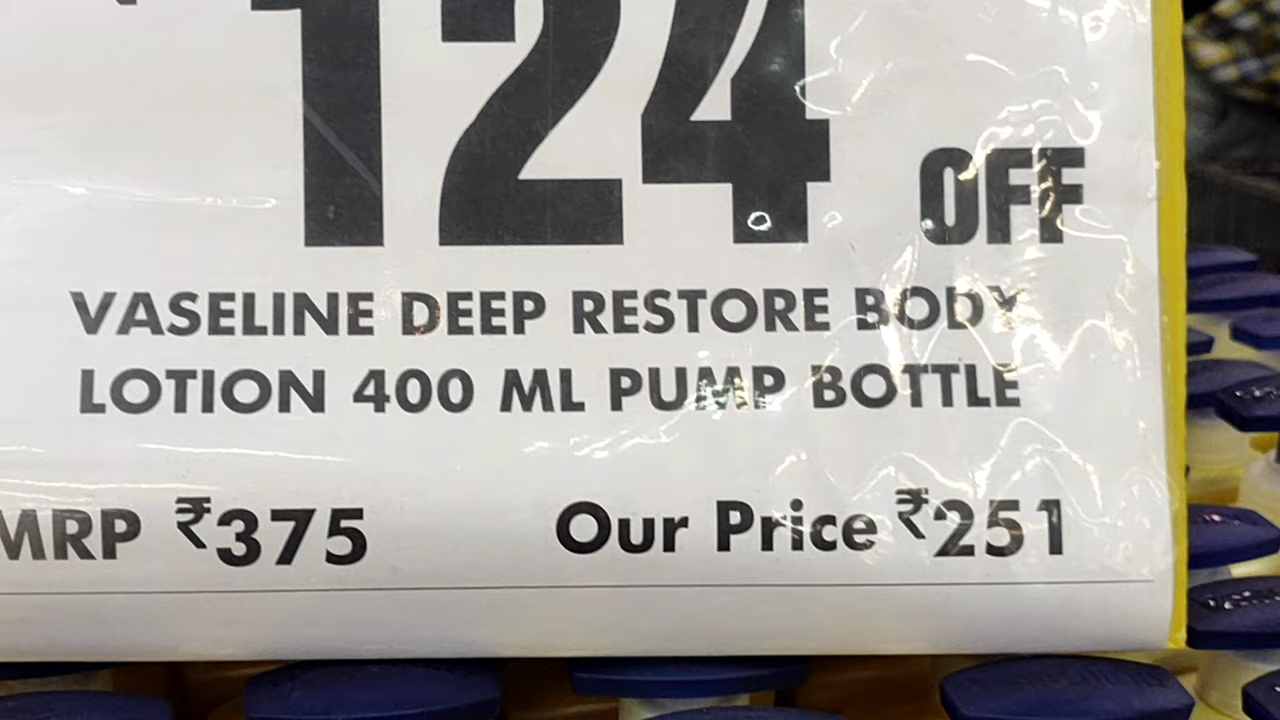 124 OFF
VASELINE DEEP RESTORE BODY
LOTION 400 ML PUMP BOTTLE
MRP ₹375 Our Price ₹251